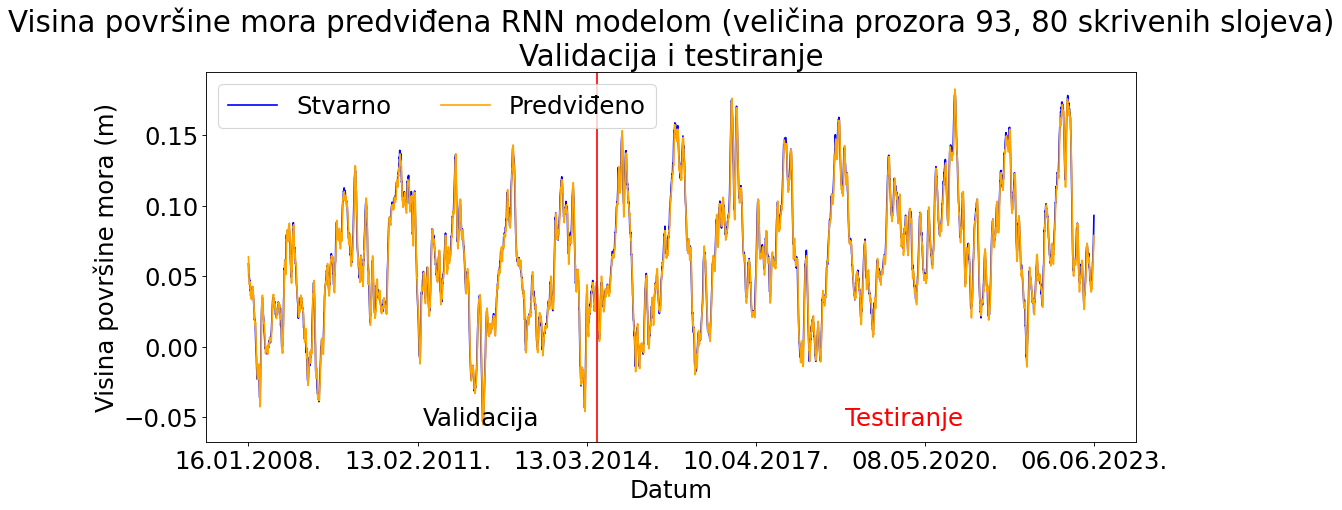 Visina površine mora predviđena RNN modelom (veličina prozora 93, 80 skrivenih slojeva)
Validacija i testiranje
Stvarno
Predviđeno
Visina površine mora (m)
0.15
0.10
0.05
0.00
−0.05
Validacija
Testiranje
16.01.2008.
13.02.2011.
13.03.2014.
10.04.2017.
08.05.2020.
06.06.2023.
Datum